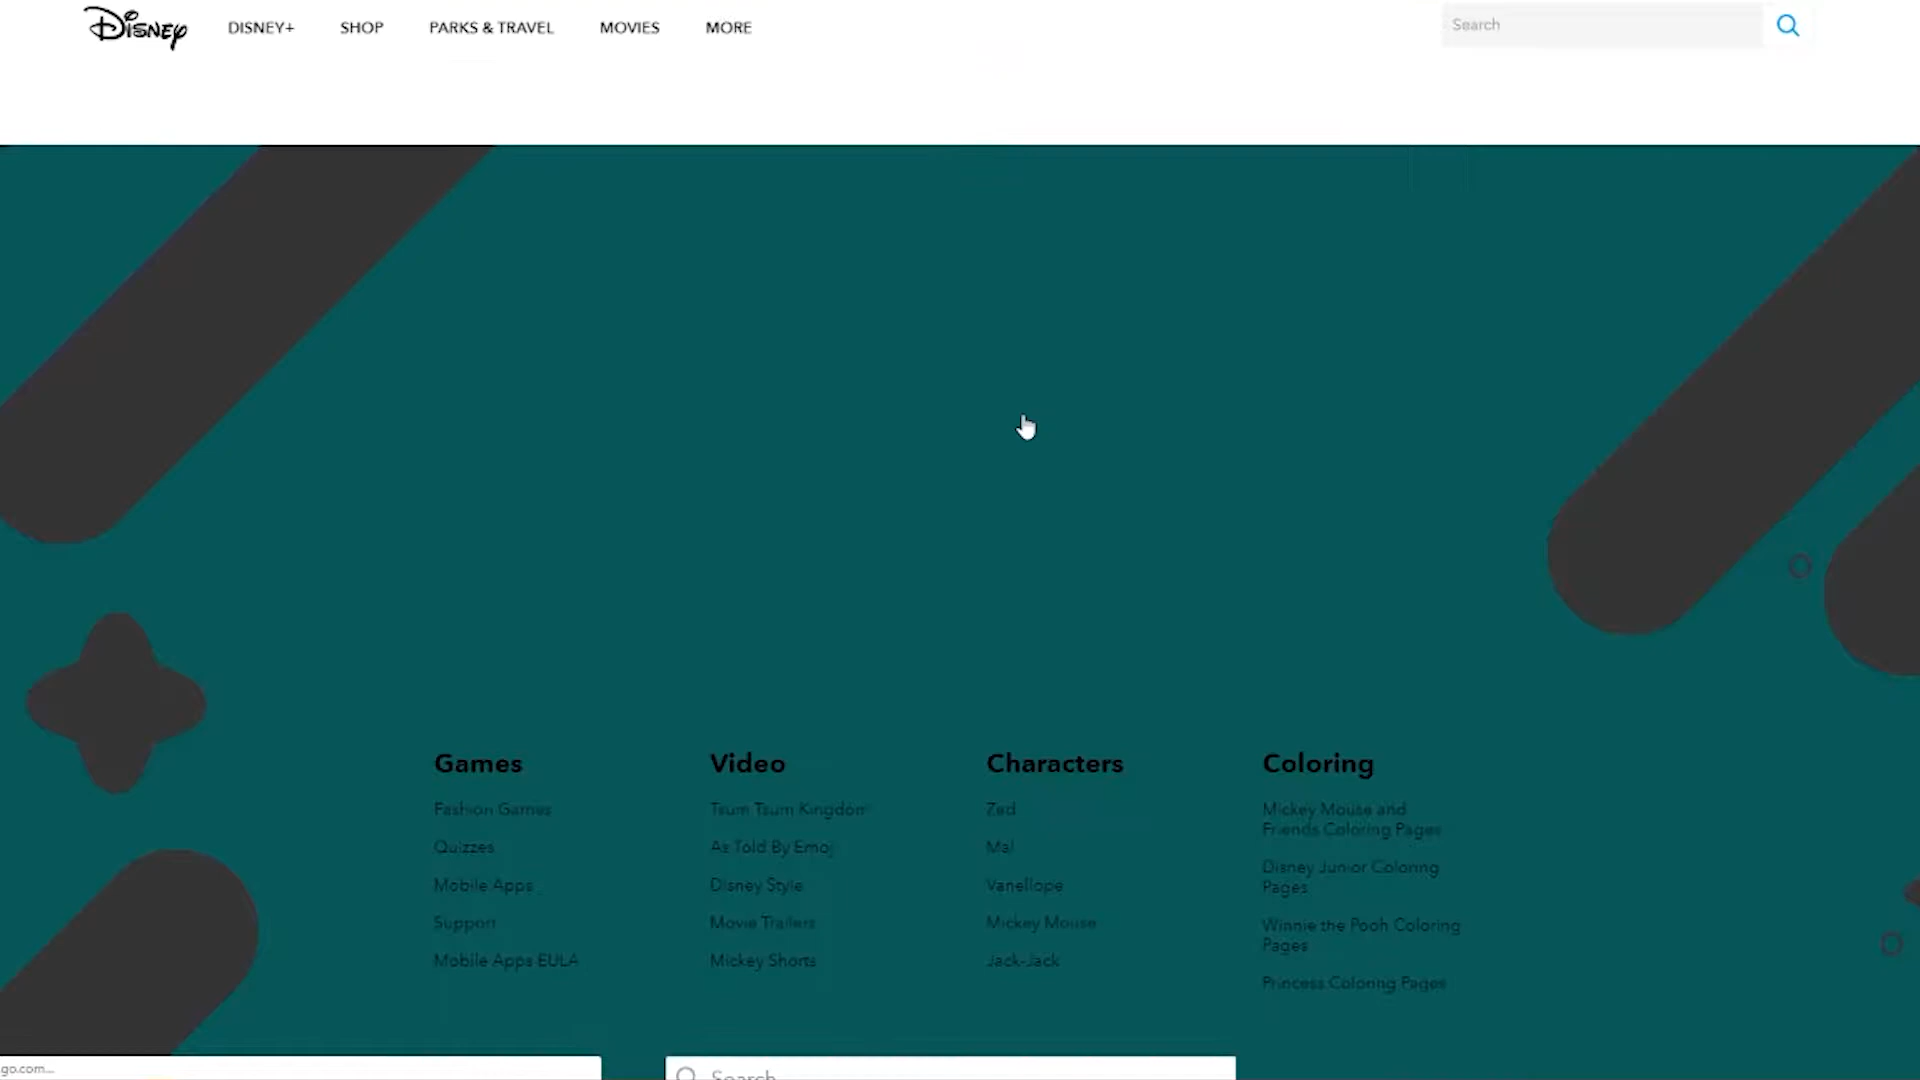 Disney DISNEY+ SHOP PARKS & TRAVEL MOVIES MORE Search
Games
Fashion Games
Quizzes
Mobile Apps
Support
Mobile Apps EULA
Video
Tsum Tsum Kingdom
As Told By Emoji
Disney Style
Movie Trailers
Mickey Shorts
Characters
Zed
Mal
Vanellope
Mickey Mouse
Jack-Jack
Coloring
Mickey Mouse and
Friends Coloring Pages
Disney Junior Coloring
Pages
Winnie the Pooh Coloring
Pages
Princess Coloring Pages
go.com...
Search